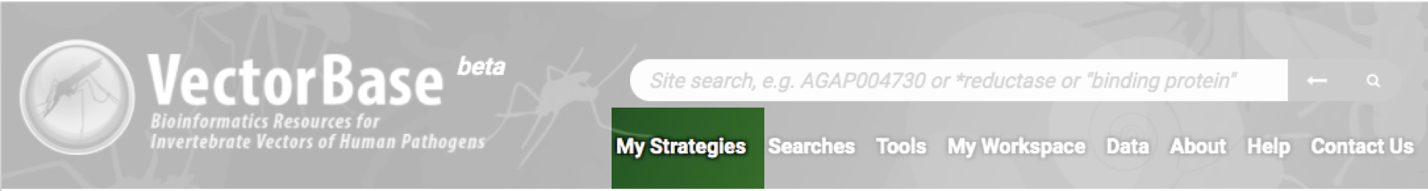 VectorBase beta
Bioinformatics Resources for
Invertebrate Vectors of Human Pathogens
Site search, e.g. AGAP004730 or *reductase or "binding protein"
My Strategies Searches Tools My Workspace Data About Help Contact Us